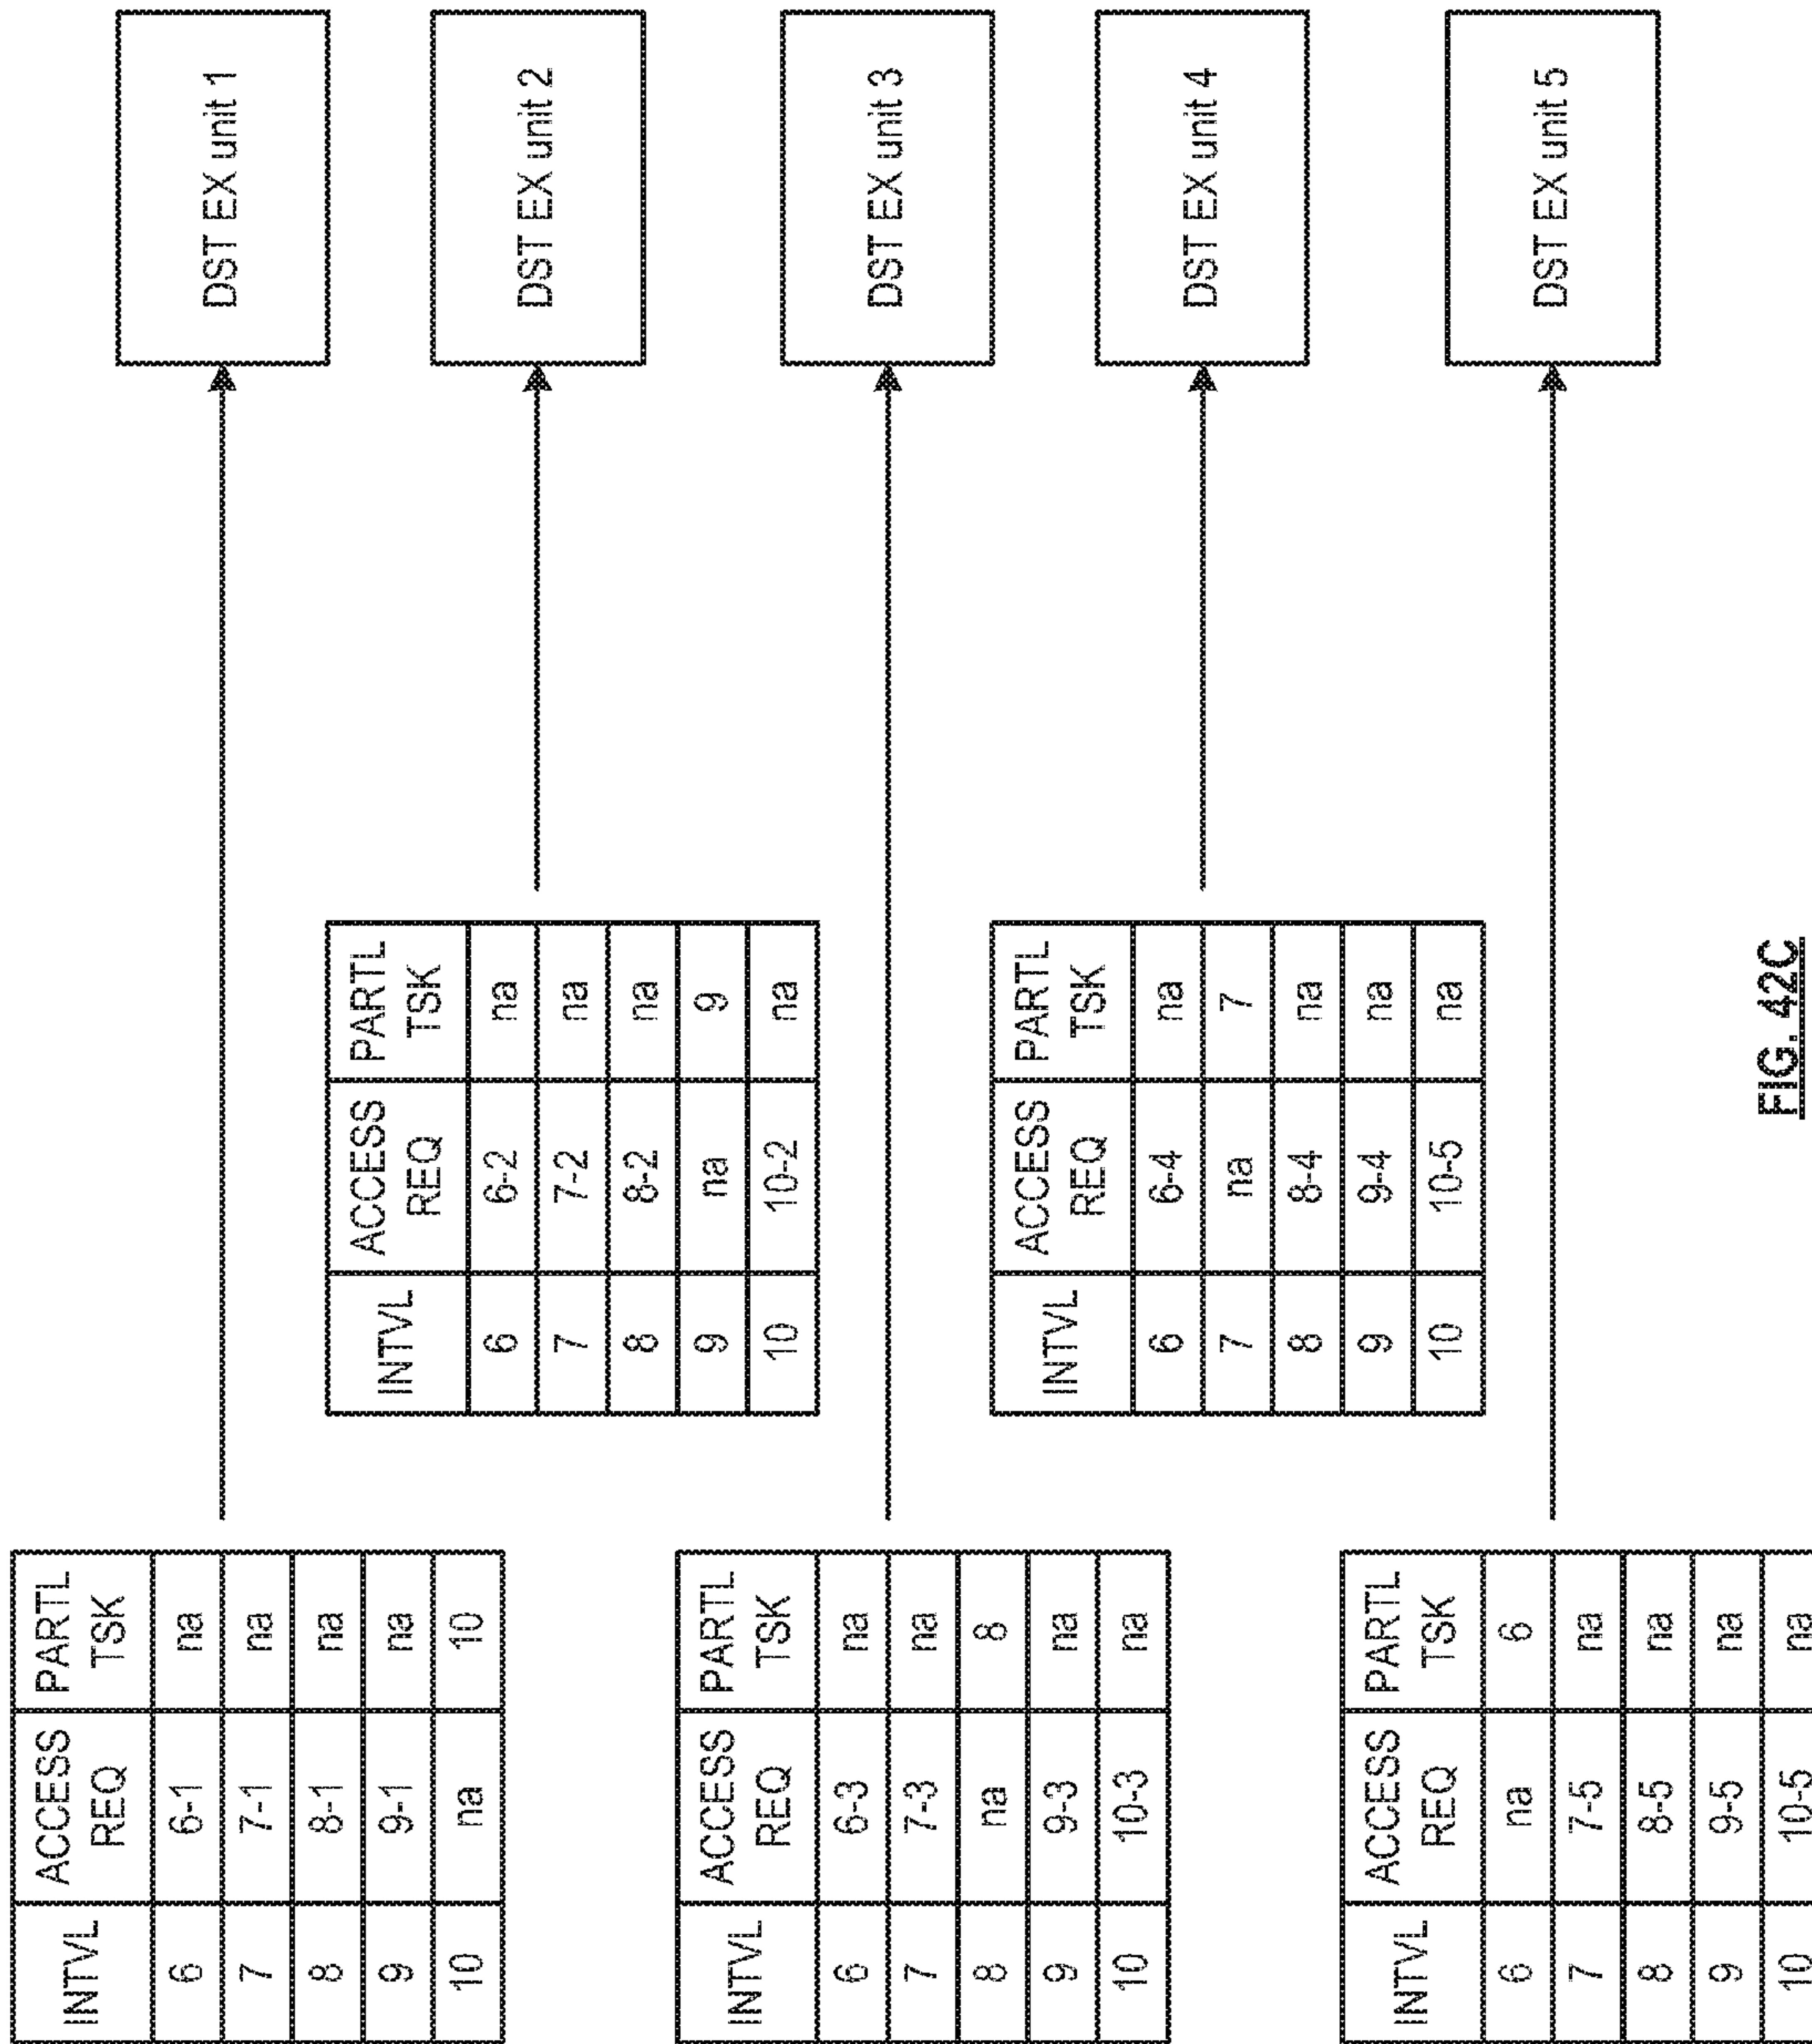 INTVL ACCESS PARTL
REQ TSK
6 6-1 na
7 7-1 na
8 8-1 na
9 9-1 na
10 na 10
DST EX unit 1
INTVL ACCESS PARTL
REQ TSK
6 6-2 na
7 7-2 na
8 8-2 na
9 na 9
10 10-2 na
DST EX unit 2
INTVL ACCESS PARTL
REQ TSK
6 6-3 na
7 7-3 na
8 na 8
9 9-3 na
10 10-3 na
DST EX unit 3
INTVL ACCESS PARTL
REQ TSK
6 6-4 na
7 na 7
8 8-4 na
9 9-4 na
10 10-5 na
DST EX unit 4
INTVL ACCESS PARTL
REQ TSK
6 na 6
7 7-5 na
8 8-5 na
9 9-5 na
10 10-5 na
DST EX unit 5
FIG. 42C